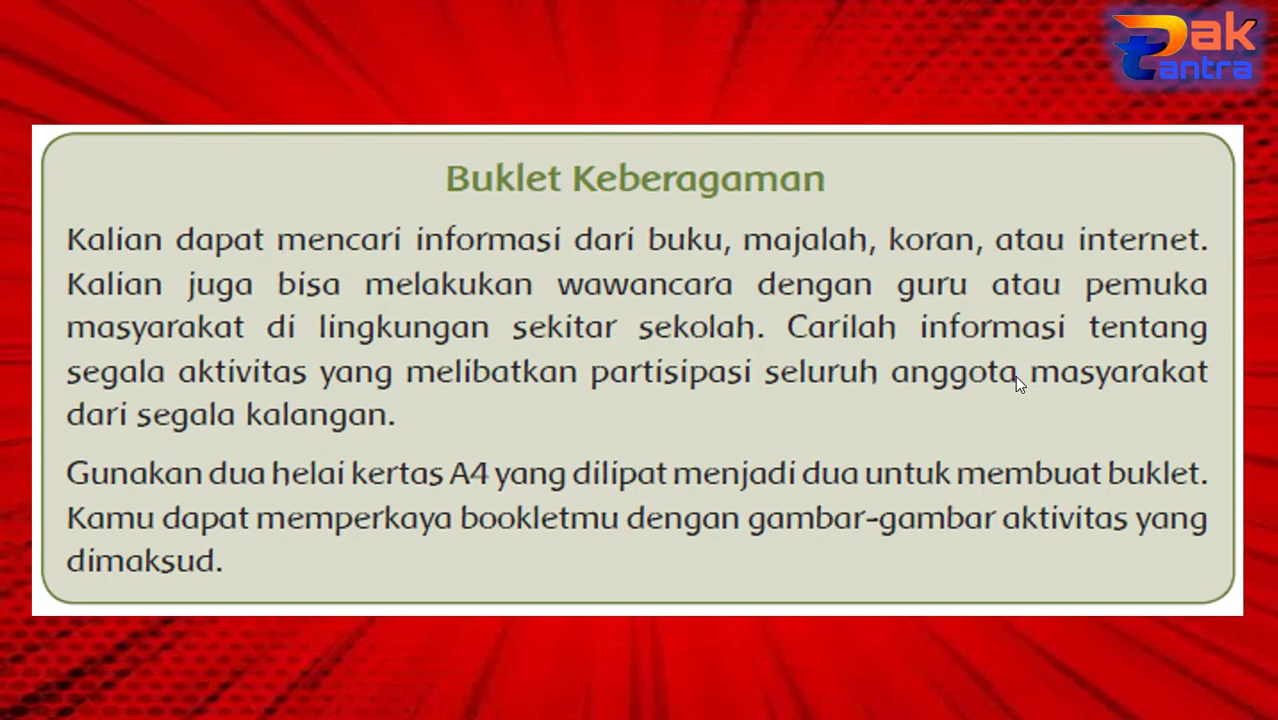 Pak
tantra
Buklet Keberagaman
Kalian dapat mencari informasi dari buku, majalah, koran, atau internet.
Kalian juga bisa melakukan wawancara dengan guru atau pemuka
masyarakat di lingkungan sekitar sekolah. Carilah informasi tentang
segala aktivitas yang melibatkan partisipasi seluruh anggota masyarakat
dari segala kalangan.
Gunakan dua helai kertas A4 yang dilipat menjadi dua untuk membuat buklet.
Kamu dapat memperkaya bookletmu dengan gambar-gambar aktivitas yang
dimaksud.